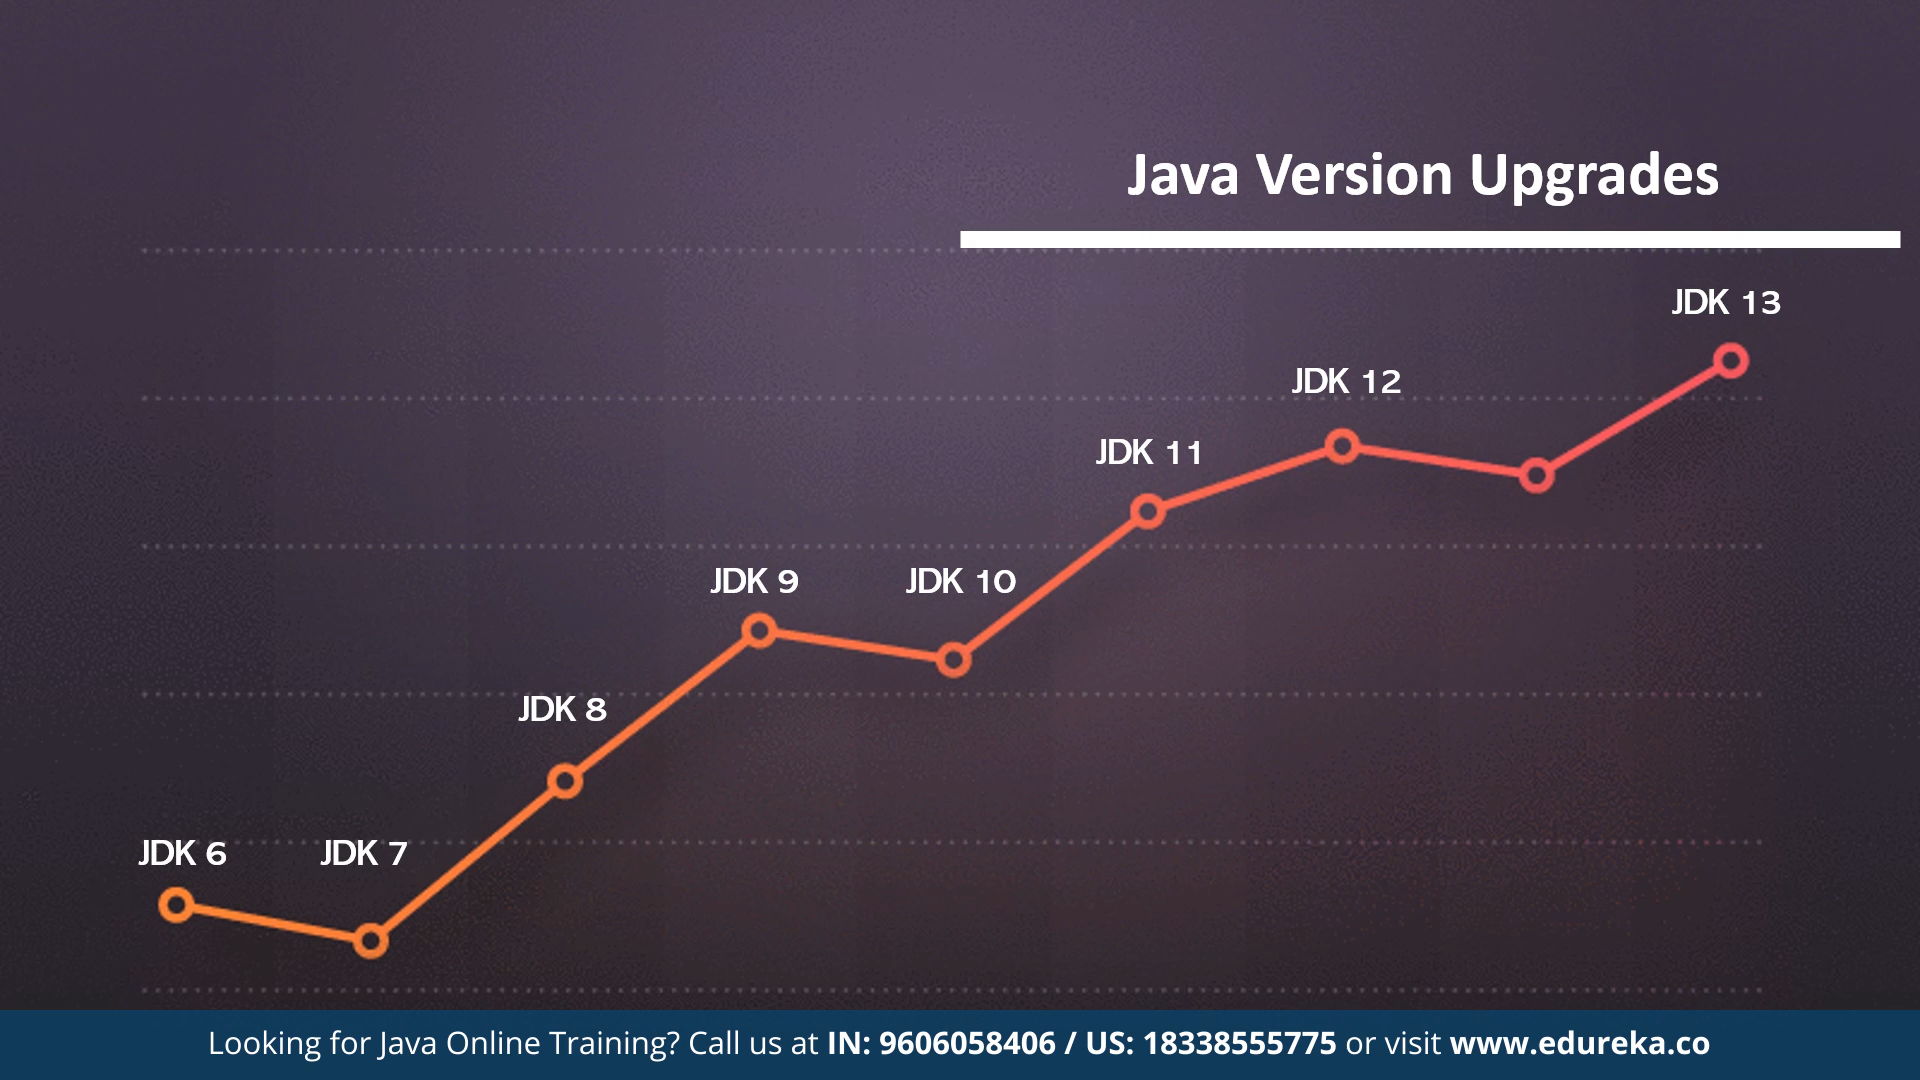 Java Version Upgrades
JDK 13
JDK 12
JDK 11
JDK 9
JDK 10
JDK 8
JDK 6
JDK 7
Looking for Java Online Training? Call us at IN: 9606058406 / US: 18338555775 or visit www.edureka.co